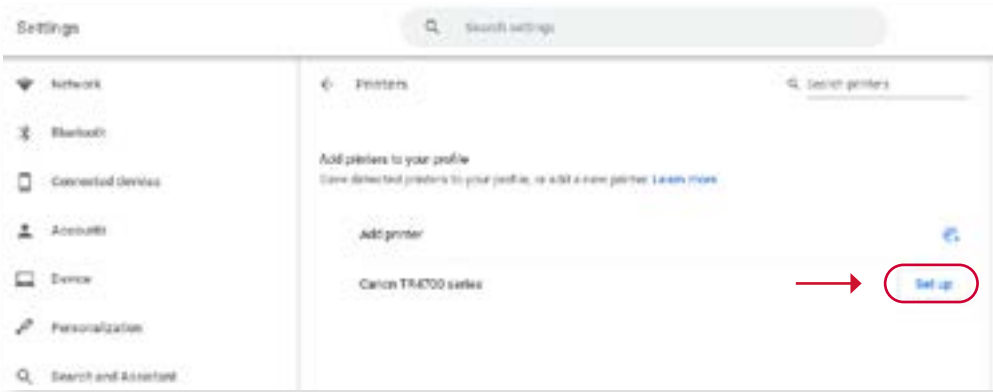 Settings
Search settings
Network
Bluetooth
Connected devices
Accounts
Device
Personalization
Search and Assistant
Printers
Search printers
Add printers to your profile
Save detected printers to your profile, or add a new printer. Learn more
Add printer
Canon TR4700 series
Set up